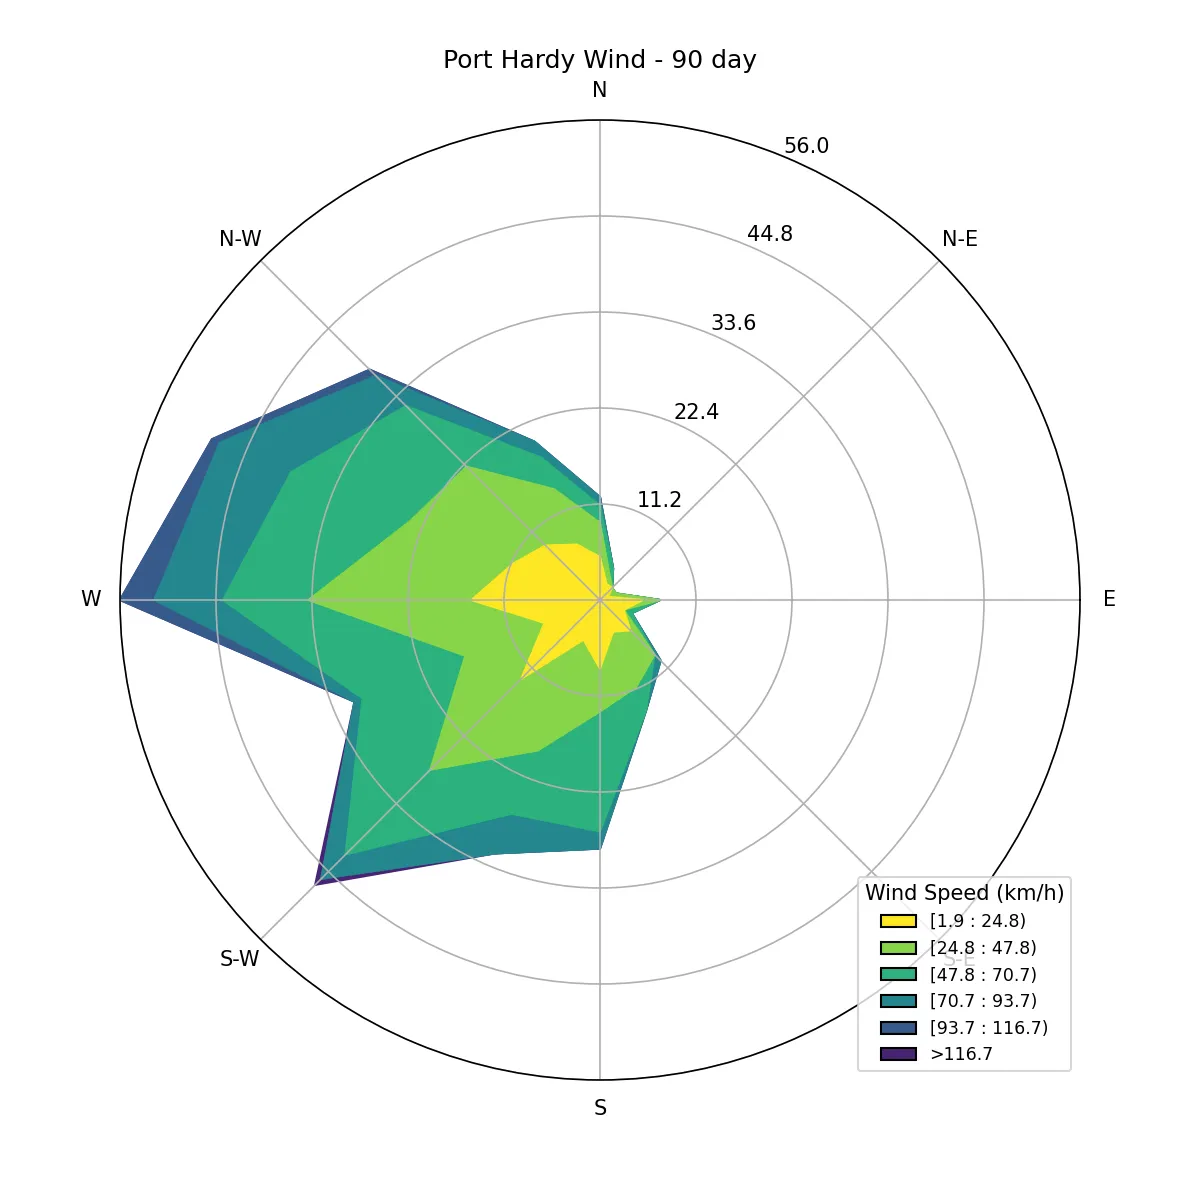 Port Hardy Wind - 90 day
N
56.0
N-W
44.8
N-E
33.6
22.4
11.2
W
E
S-W
S-E
S
Wind Speed (km/h)
[1.9 : 24.8)
[24.8 : 47.8)
[47.8 : 70.7)
[70.7 : 93.7)
[93.7 : 116.7)
>116.7